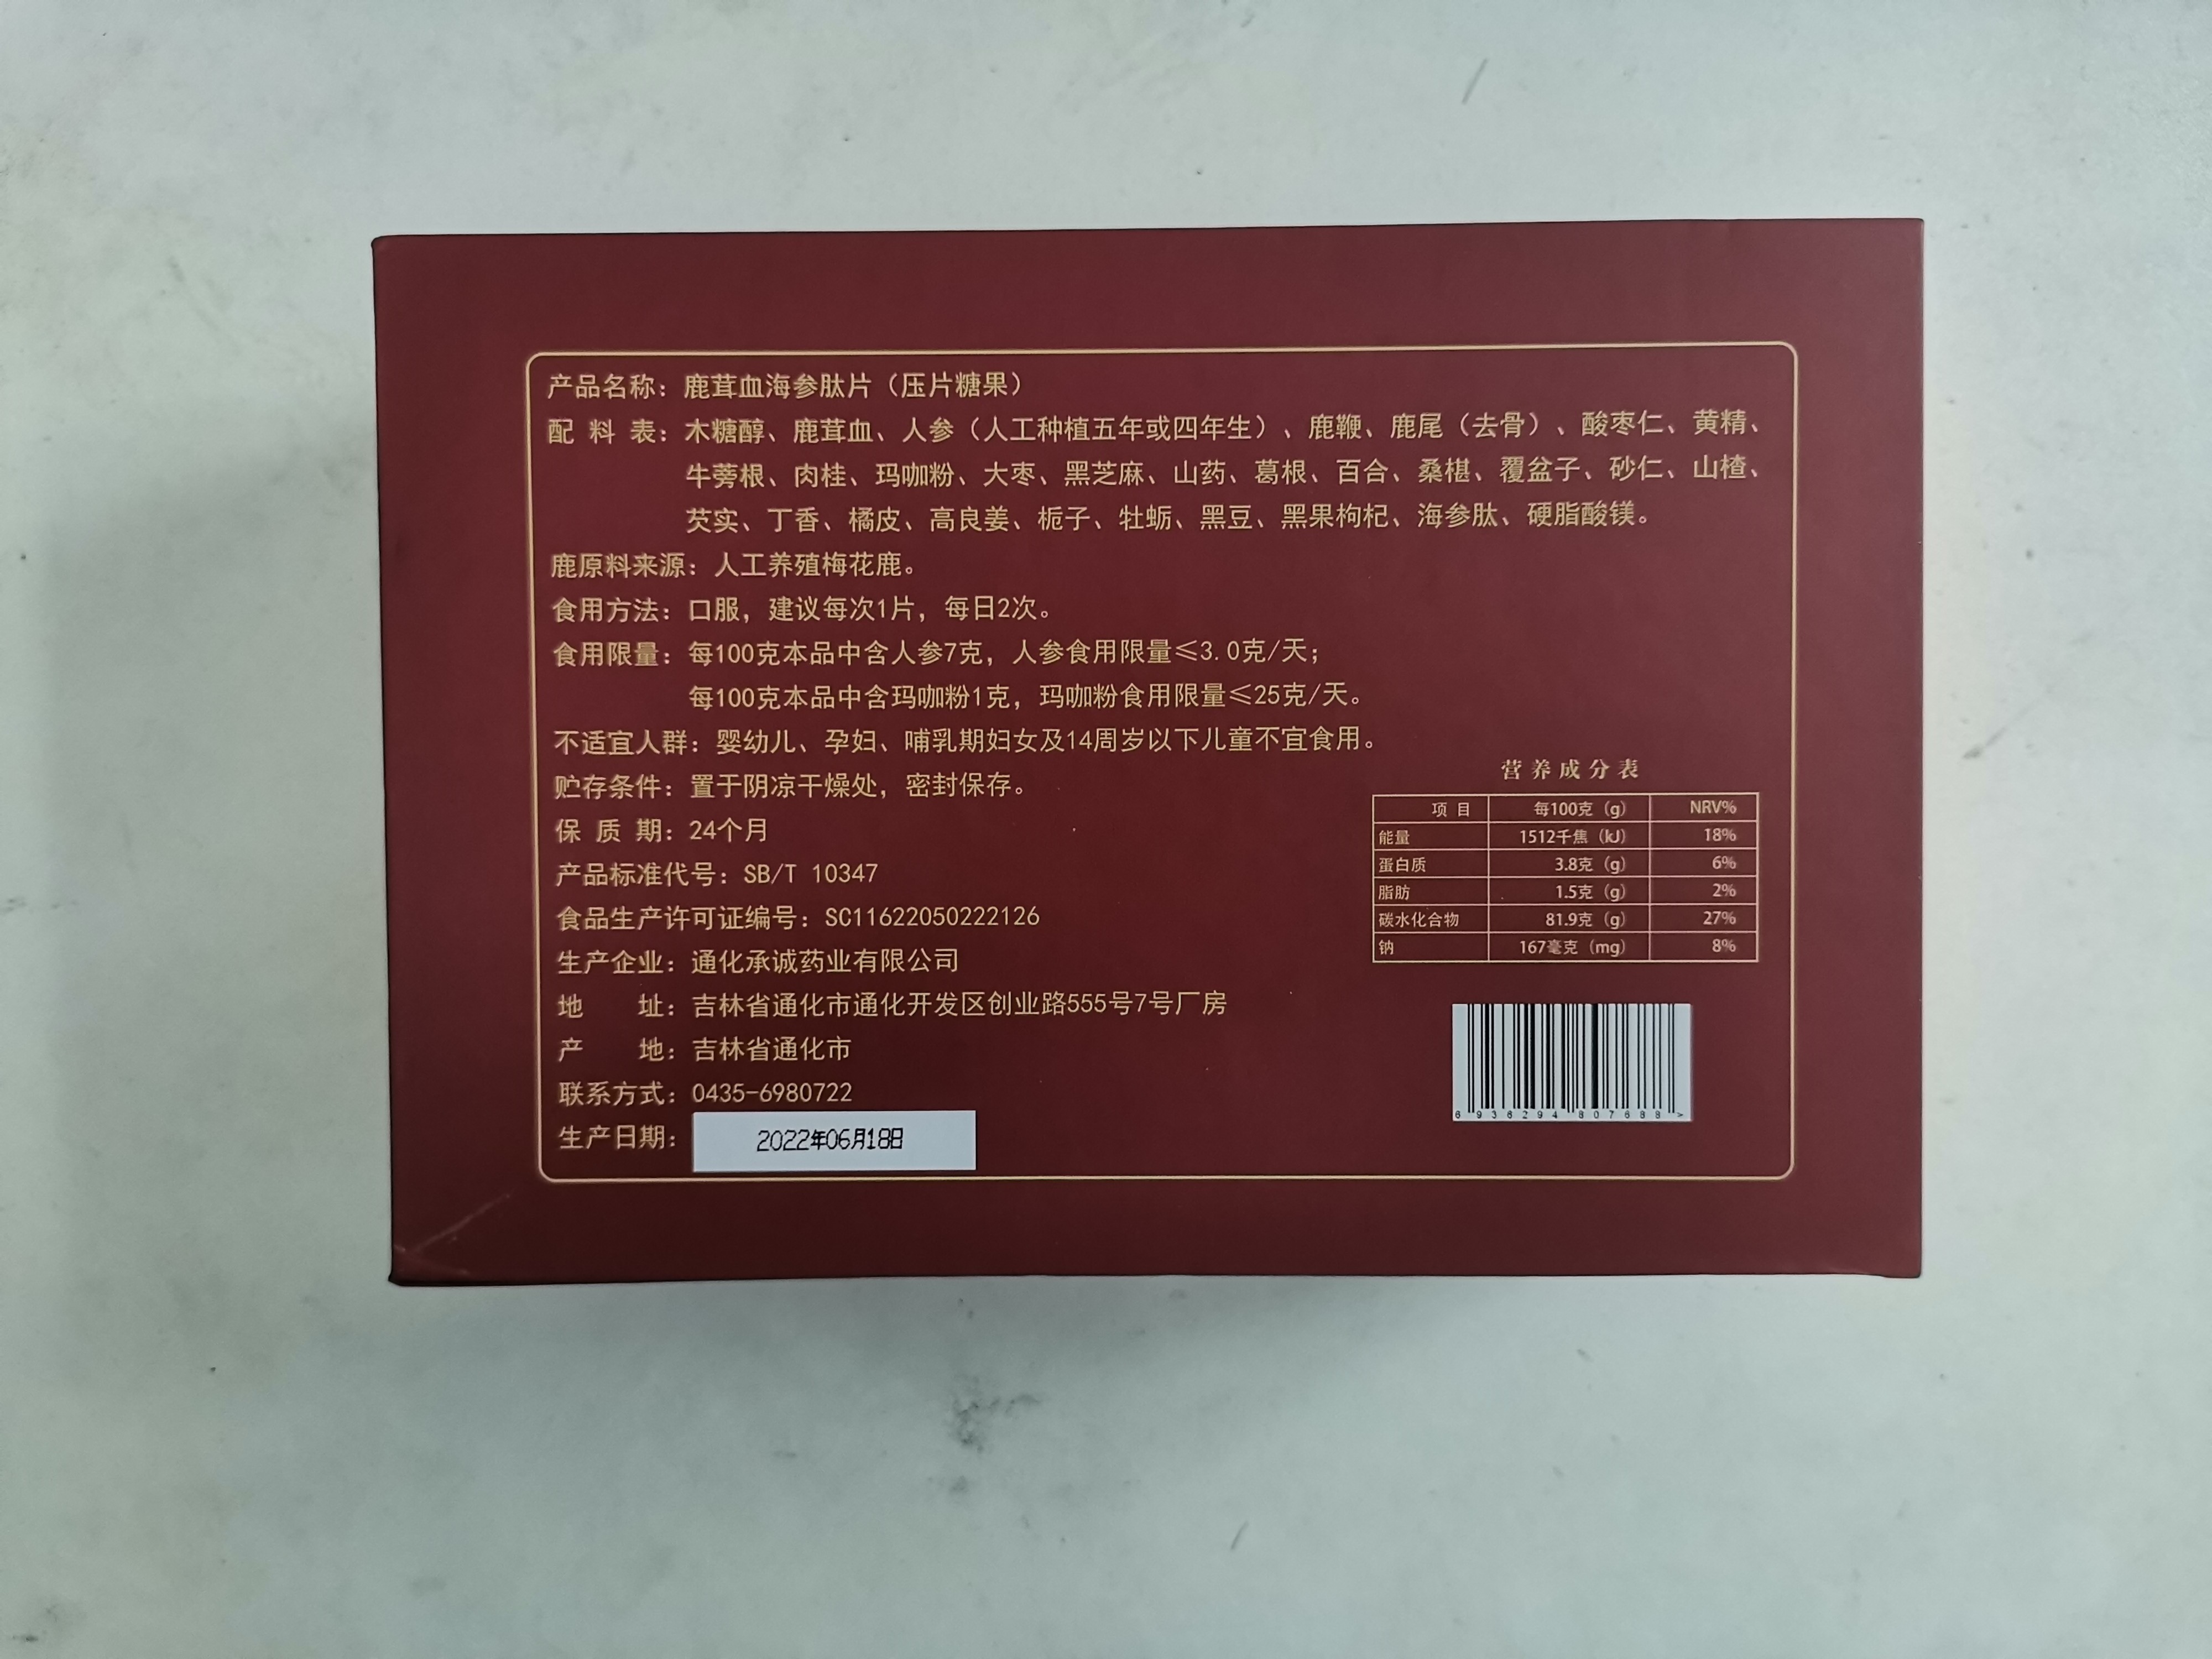 产品名称：鹿茸血海参肽片（压片糖果）
配 料 表：木糖醇、鹿茸血、人参（人工种植五年或四年生）、鹿鞭、鹿尾（去骨）、酸枣仁、黄精、
牛蒡根、肉桂、玛咖粉、大枣、黑芝麻、山药、葛根、百合、桑椹、覆盆子、砂仁、山楂、
芡实、丁香、橘皮、高良姜、栀子、牡蛎、黑豆、黑果枸杞、海参肽、硬脂酸镁。
鹿原料来源：人工养殖梅花鹿。
食用方法：口服，建议每次1片，每日2次。
食用限量：每100克本品中含人参7克，人参食用限量≤3.0克/天；
每100克本品中含玛咖粉1克，玛咖粉食用限量≤25克/天。
不适宜人群：婴幼儿、孕妇、哺乳期妇女及14周岁以下儿童不宜食用。
贮存条件：置于阴凉干燥处，密封保存。
保 质 期：24个月
产品标准代号：SB/T 10347
食品生产许可证编号：SC11622050222126
生产企业：通化承诚药业有限公司
地 址：吉林省通化市通化开发区创业路555号7号厂房
产 地：吉林省通化市
联系方式：0435-6980722
生产日期：2022年06月18日
营养成分表
项 目 每100克（g） NRV%
能量 1512千焦（kJ） 18%
蛋白质 3.8克（g） 6%
脂肪 1.5克（g） 2%
碳水化合物 81.9克（g） 27%
钠 167毫克（mg） 8%
6 936294 807688 >